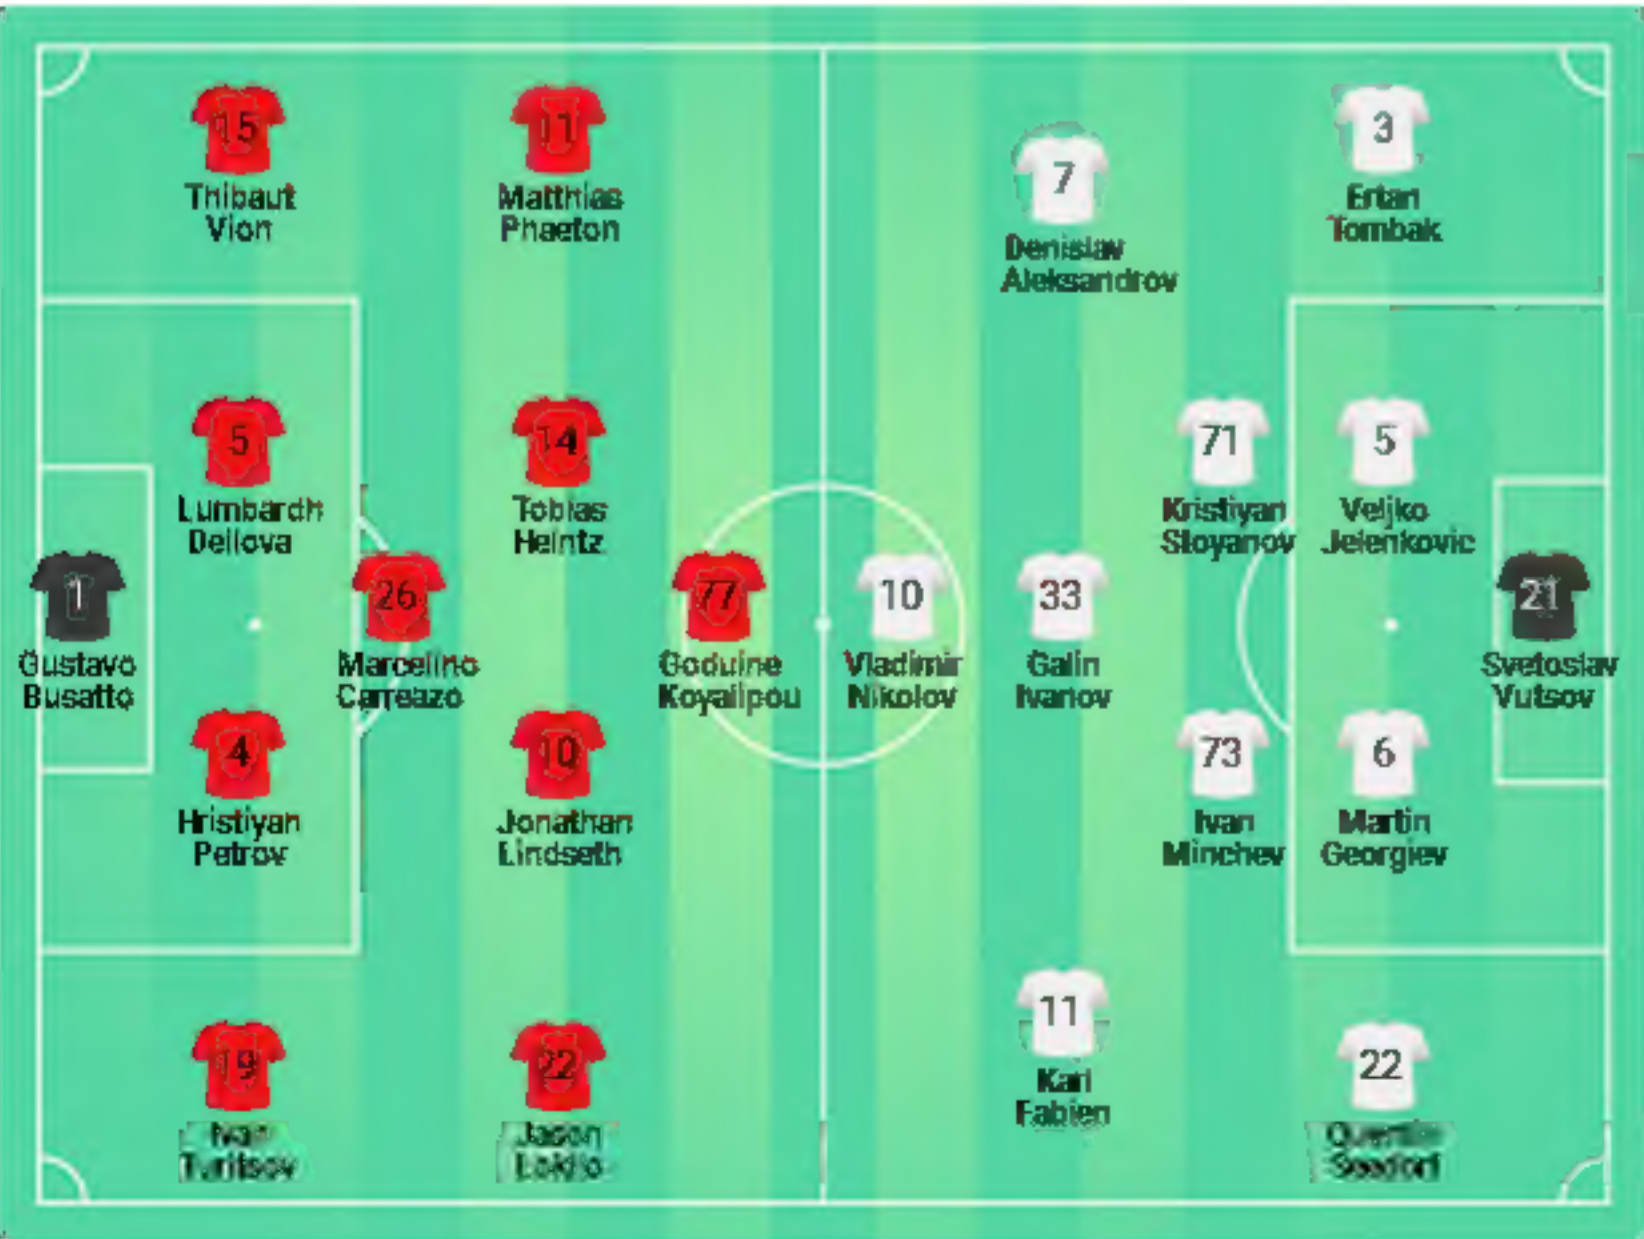 15
Thibaut
Vion
11
Matthias
Phaeton
7
Denislav
Aleksandrov
3
Ertan
Tombak
5
Lumbardh
Dellova
14
Tobias
Heintz
71
Kristiyan
Stoyanov
5
Veljko
Jelenkovic
1
Gustavo
Busatto
26
Marcelino
Carreazo
77
Goduine
Koyalipou
10
Vladimir
Nikolov
33
Galin
Ivanov
21
Svetoslav
Vutsov
4
Hristiyan
Petrov
10
Jonathan
Lindseth
73
Ivan
Minchev
6
Martin
Georgiev
19
Ivan
Turitsov
22
Jason
Lokilo
11
Karl
Fabien
22
Quentin
Seedorf